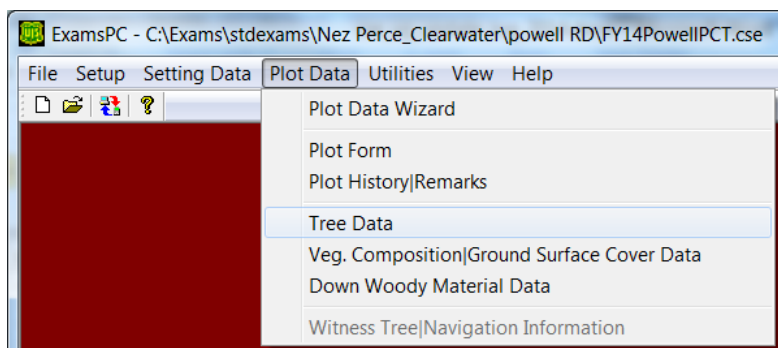 ExamsPC - C:\Exams\stdexams\Nez Perce_Clearwater\powell RD\FY14PowellPCT.cse
File Setup Setting Data Plot Data Utilities View Help
Plot Data Wizard
Plot Form
Plot History|Remarks
Tree Data
Veg. Composition|Ground Surface Cover Data
Down Woody Material Data
Witness Tree|Navigation Information